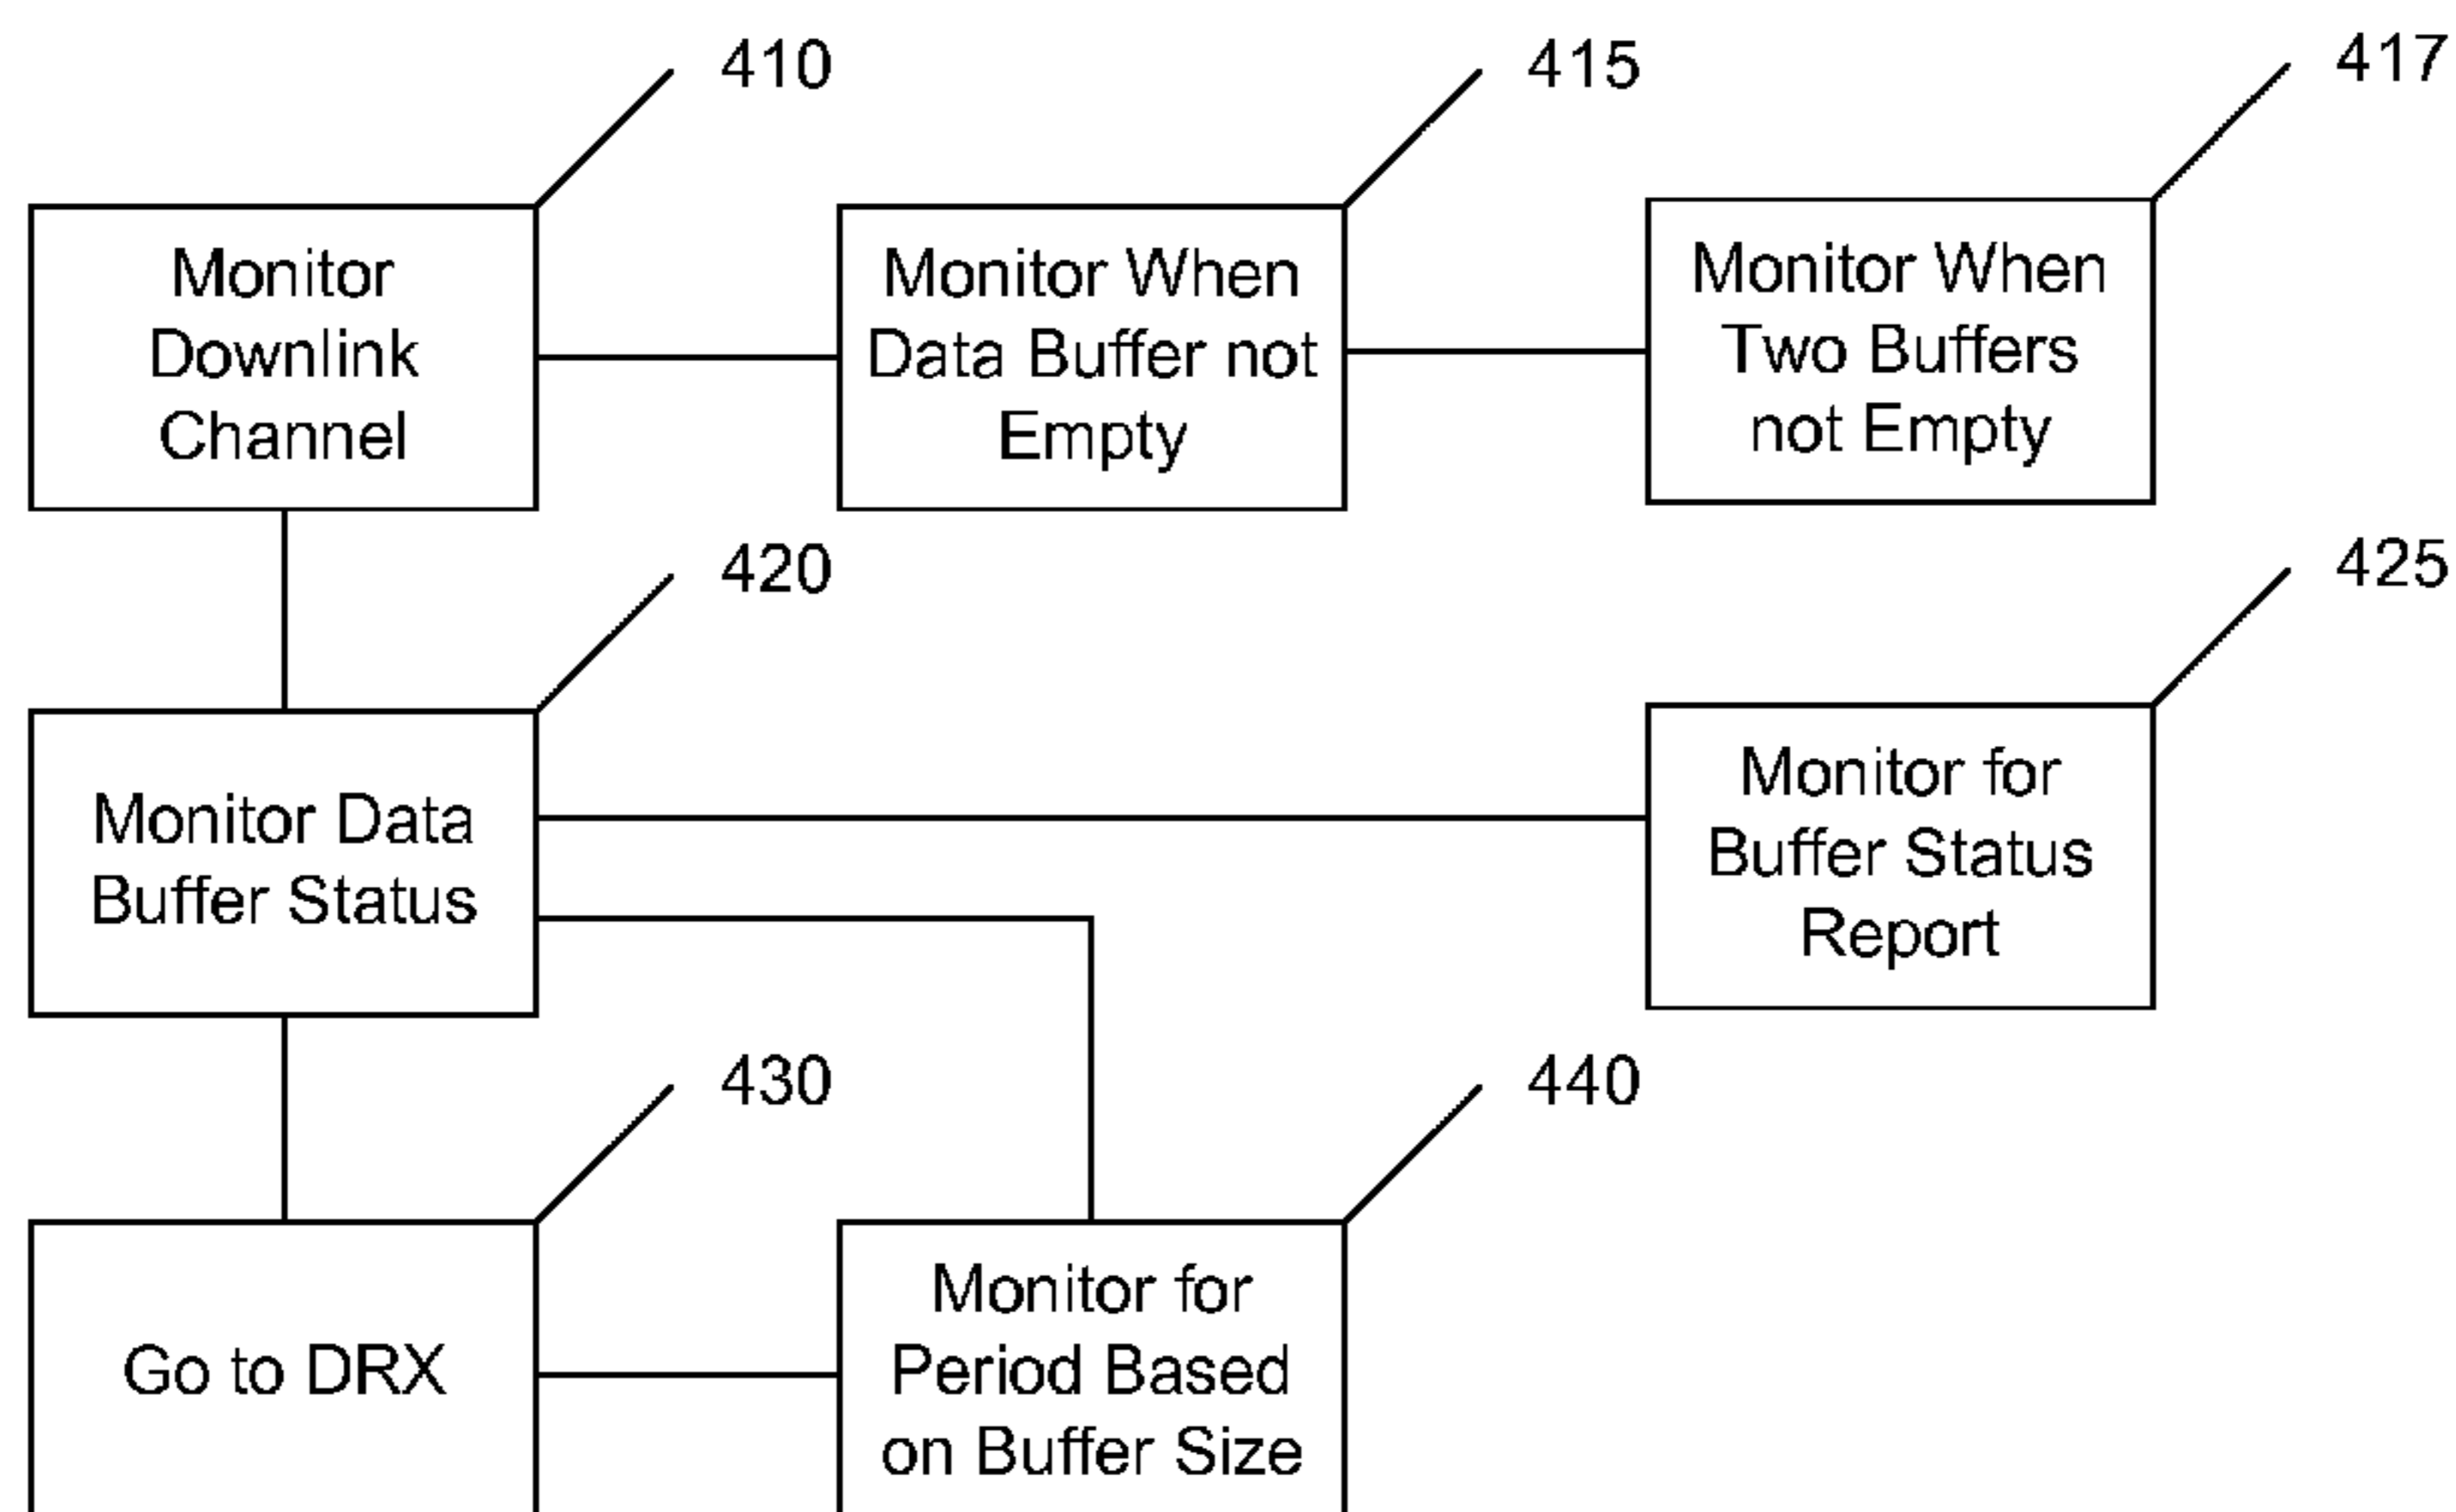 410
415
417
Monitor
Downlink
Channel
Monitor When
Data Buffer not
Empty
Monitor When
Two Buffers
not Empty
420
425
Monitor Data
Buffer Status
Monitor for
Buffer Status
Report
430
440
Go to DRX
Monitor for
Period Based
on Buffer Size